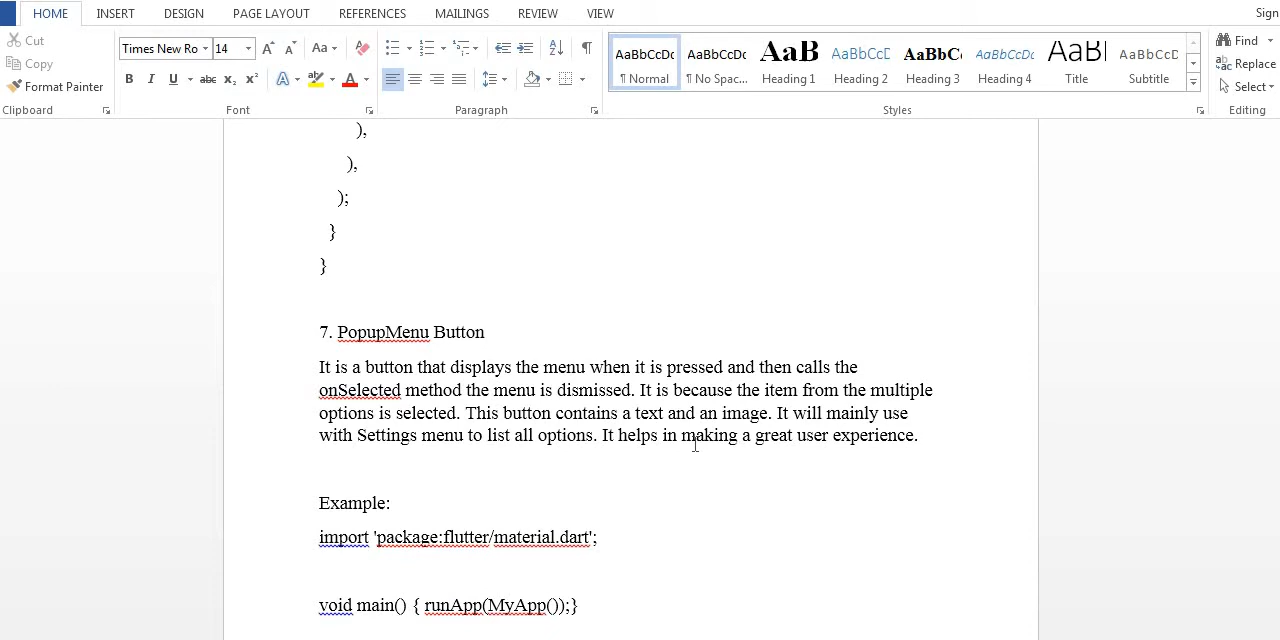 HOME INSERT DESIGN PAGE LAYOUT REFERENCES MAILINGS REVIEW VIEW Sign
Cut
Copy
Format Painter
Clipboard
Times New Ro 14
Aa
B I U abc X₂ X² A A
Font
Paragraph
AaBbCcDc AaBbCcDc AaB AaBbCcD AaBbC AaBbCcDc AaB AaBbCcD
¶ Normal ¶ No Spac... Heading 1 Heading 2 Heading 3 Heading 4 Title Subtitle
Styles
Find
Replace
Select
Editing
),
),
);
}
}
7. PopupMenu Button
It is a button that displays the menu when it is pressed and then calls the
onSelected method the menu is dismissed. It is because the item from the multiple
options is selected. This button contains a text and an image. It will mainly use
with Settings menu to list all options. It helps in making a great user experience.
Example:
import 'package:flutter/material.dart';
void main() { runApp(MyApp());}